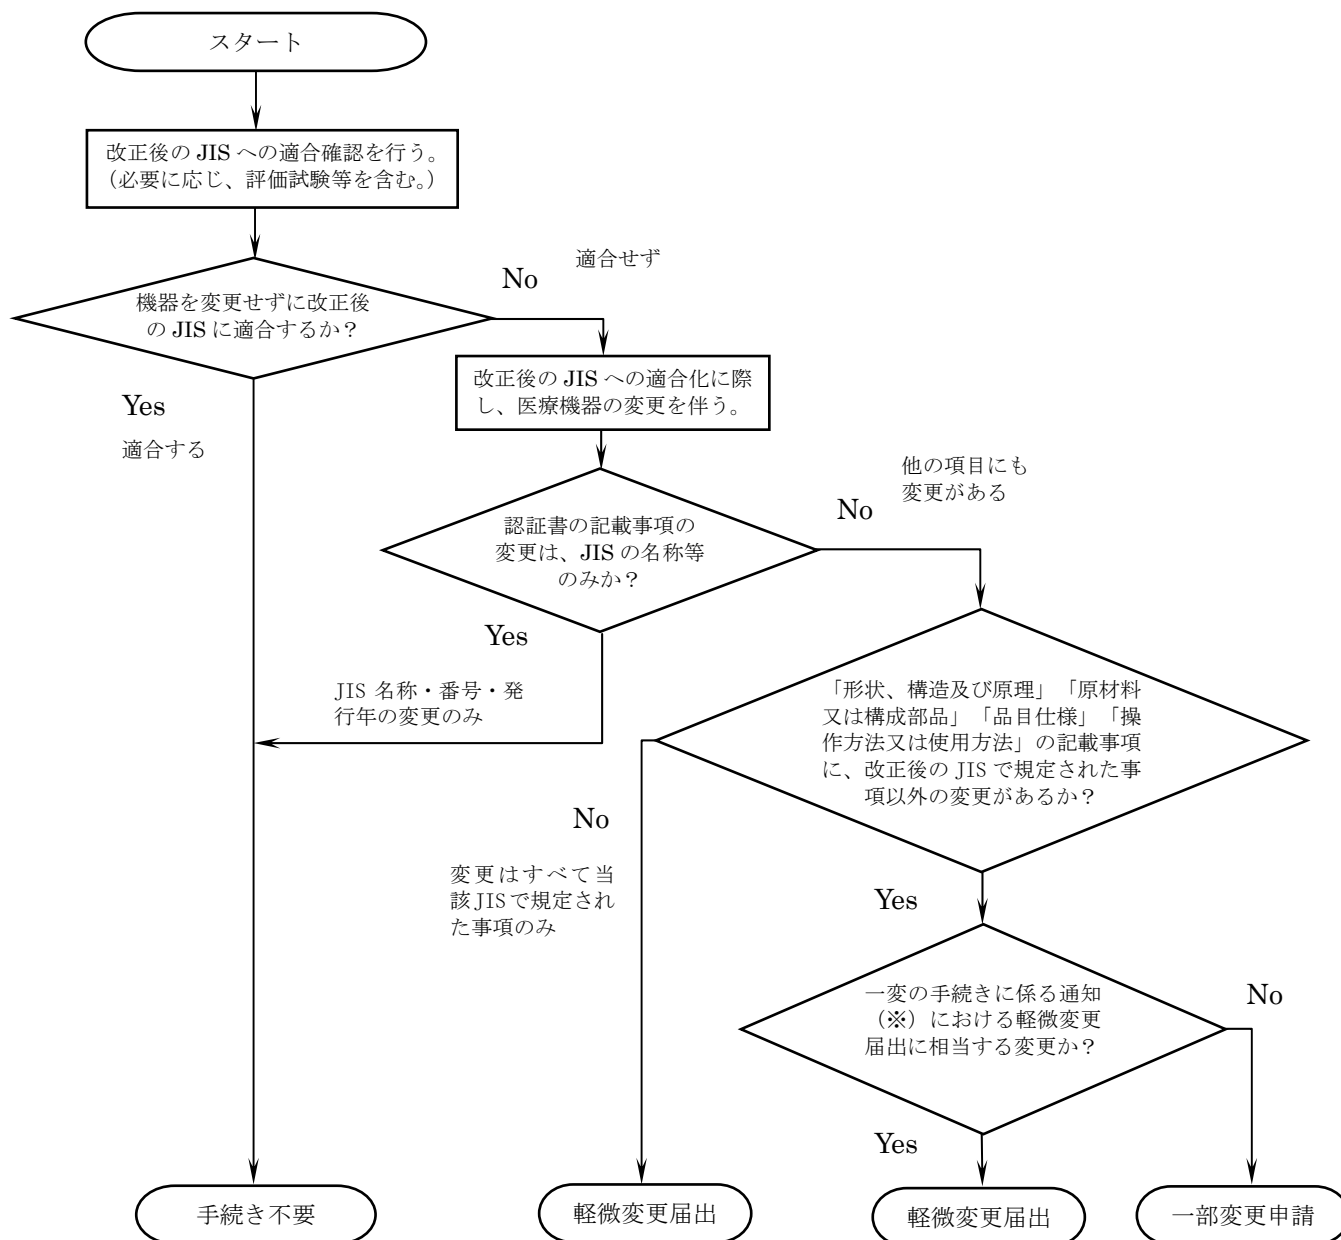 スタート
改正後の JIS への適合確認を行う。
（必要に応じ、評価試験等を含む。）
適合せず
No
機器を変更せずに改正後
の JIS に適合するか？
改正後の JIS への適合化に際
し、医療機器の変更を伴う。
Yes
適合する
他の項目にも
変更がある
No
認証書の記載事項の
変更は、JIS の名称等
のみか？
Yes
JIS 名称・番号・発
行年の変更のみ
「形状、構造及び原理」「原材料
又は構成部品」「品目仕様」「操
作方法又は使用方法」の記載事項
に、改正後の JIS で規定された事
項以外の変更があるか？
No
変更はすべて当
該JISで規定され
た事項のみ
Yes
一変の手続きに係る通知
（※）における軽微変更
届出に相当する変更か？
No
Yes
手続き不要
軽微変更届出
軽微変更届出
一部変更申請